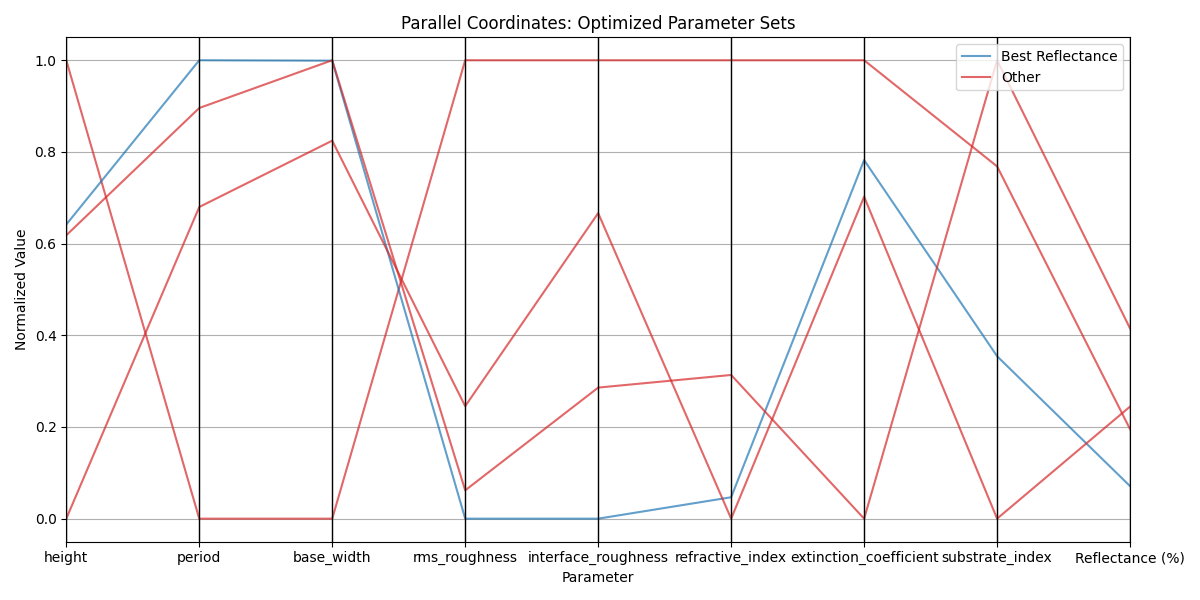 Parallel Coordinates: Optimized Parameter Sets
Best Reflectance
Other
Normalized Value
1.0
0.8
0.6
0.4
0.2
0.0
height period base_width rms_roughness interface_roughness refractive_index extinction_coefficient substrate_index Reflectance (%)
Parameter